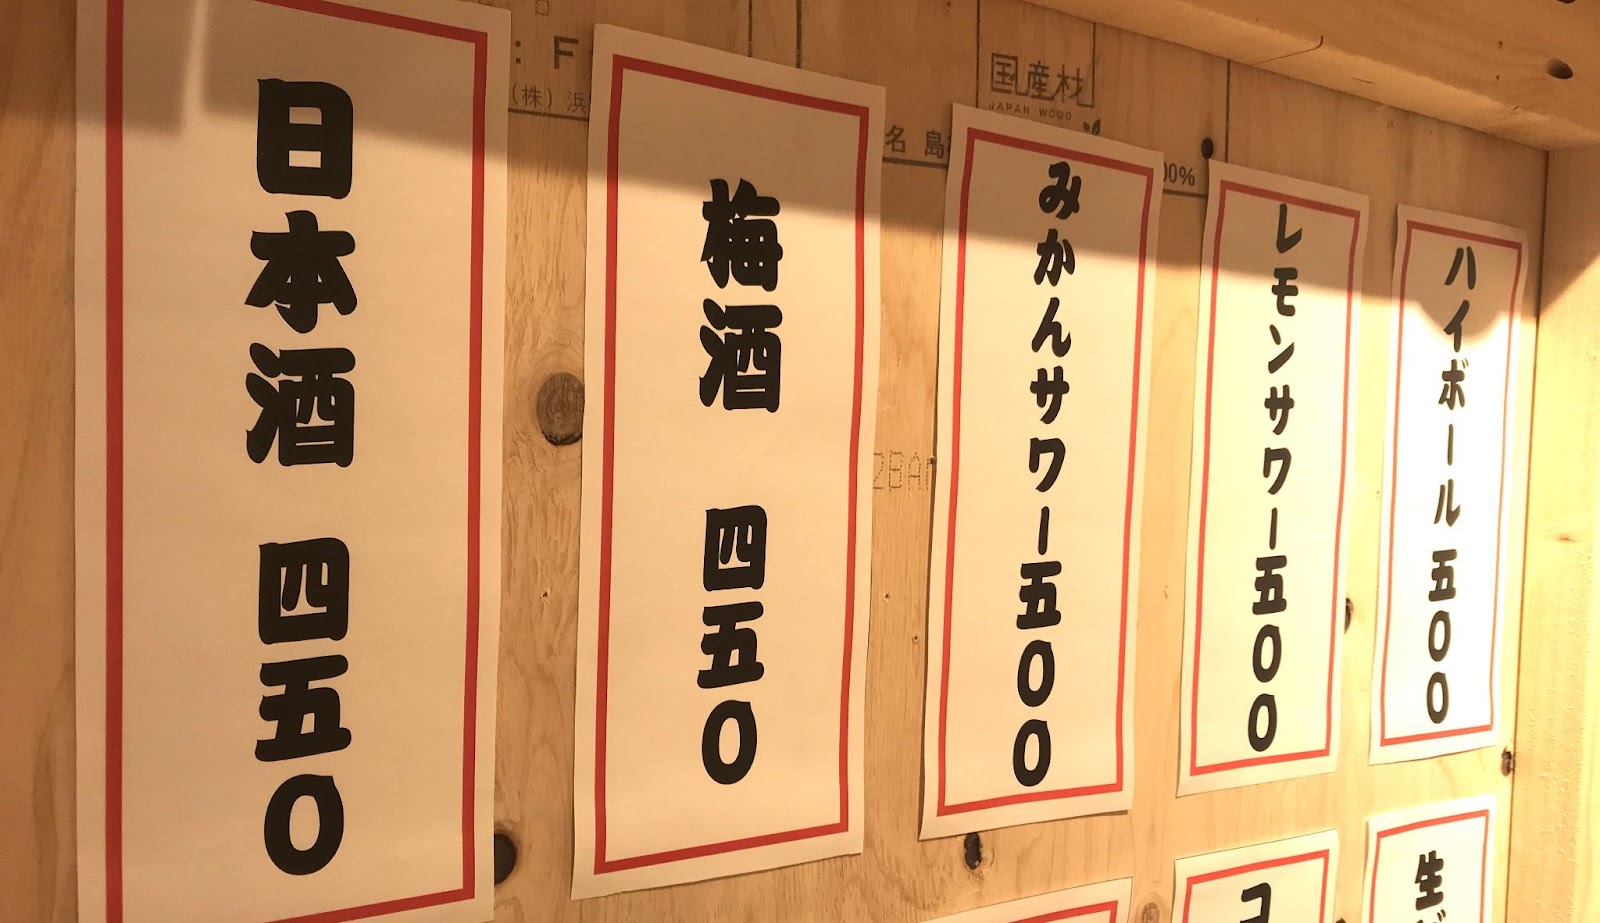 日本酒 四五〇
梅酒 四五〇
みかんサワー五〇〇
レモンサワー五〇〇
ハイボール 五〇〇
コ
生
: F
(株) 浜
国産材
JAPAN WOOD
名 島
00%